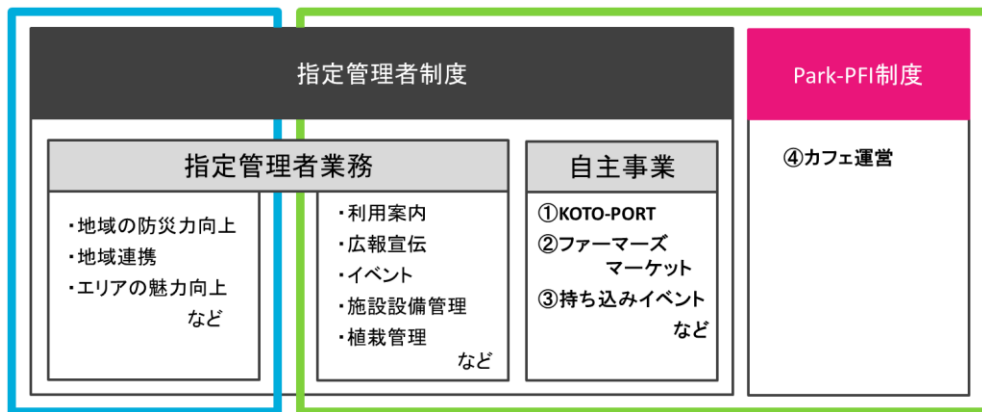 指定管理者制度
Park-PFI制度
指定管理者業務
・地域の防災力向上
・地域連携
・エリアの魅力向上
など
・利用案内
・広報宣伝
・イベント
・施設設備管理
・植栽管理
など
自主事業
①KOTO-PORT
②ファーマーズ
マーケット
③持ち込みイベント
など
④カフェ運営